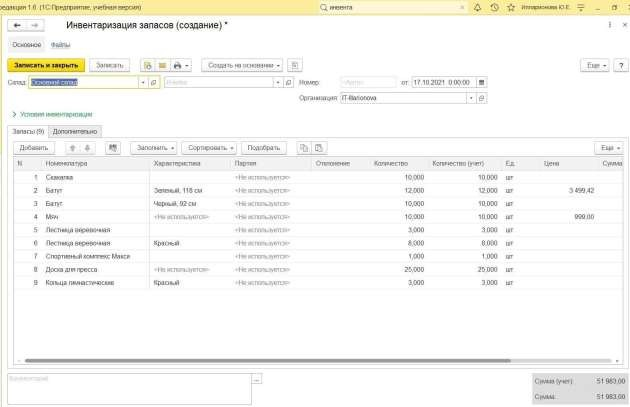 редакция 1.6 (1С:Предприятие, учебная версия)
инвента
Илларионова Ю.Е.
Инвентаризация запасов (создание) *
Основное Файлы
Записать и закрыть Записать Создать на основании Еще ?
Склад: Основной склад Ячейка Номер: <Авто> от: 17.10.2021 0:00:00
Организация: IT-Illarionova
Условия инвентаризации
Запасы (9) Дополнительно
Добавить Заполнить Сортировать Подобрать Еще
N Номенклатура Характеристика Партия Отклонение Количество Количество (учет) Ед. Цена Сумма
1 Скакалка <Не используется> 10,000 10,000 шт
2 Батут Зеленый, 118 см <Не используется> 12,000 12,000 шт 3 499,42
3 Батут Черный, 92 см <Не используется> 10,000 10,000 шт
4 Мяч <Не используется> <Не используется> 10,000 10,000 шт 999,00
5 Лестница веревочная <Не используется> 3,000 3,000 шт
6 Лестница веревочная Красный <Не используется> 8,000 8,000 шт
7 Спортивный комплекс Макси <Не используется> 1,000 1,000 шт
8 Доска для пресса <Не используется> <Не используется> 25,000 25,000 шт
9 Кольца гимнастические Красный <Не используется> 3,000 3,000 шт
Комментарий ...
Сумма (учет): 51 983,00
Сумма: 51 983,00